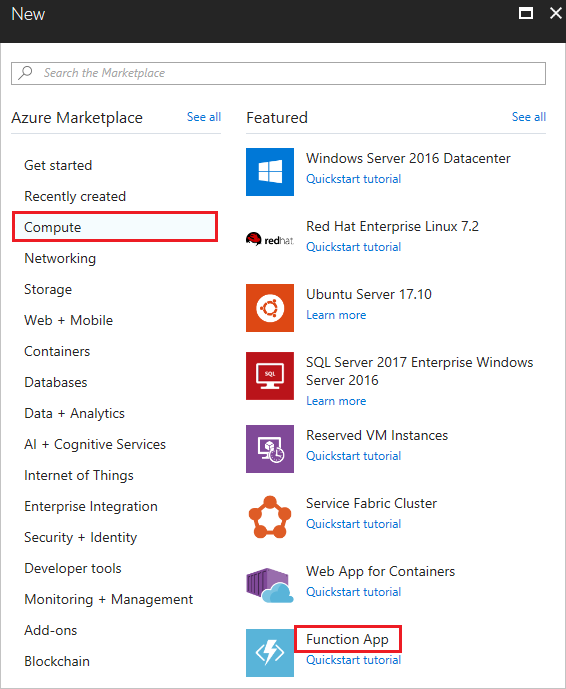 New
Search the Marketplace
Azure Marketplace See all
Get started
Recently created
Compute
Networking
Storage
Web + Mobile
Containers
Databases
Data + Analytics
AI + Cognitive Services
Internet of Things
Enterprise Integration
Security + Identity
Developer tools
Monitoring + Management
Add-ons
Blockchain
Featured See all
Windows Server 2016 Datacenter
Quickstart tutorial
redhat
Red Hat Enterprise Linux 7.2
Quickstart tutorial
Ubuntu Server 17.10
Learn more
SQL
SQL Server 2017 Enterprise Windows
Server 2016
Learn more
Reserved VM Instances
Quickstart tutorial
Service Fabric Cluster
Quickstart tutorial
Web App for Containers
Quickstart tutorial
Function App
Quickstart tutorial